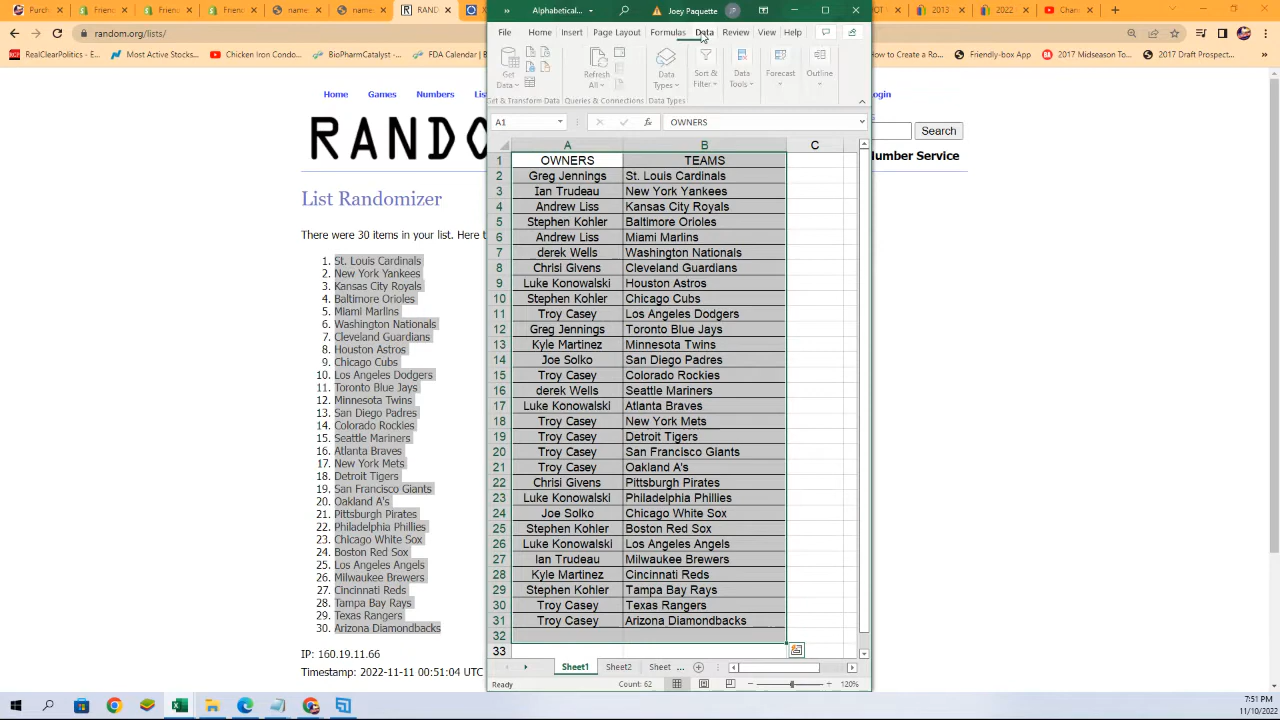 Purch
Friend
Friend
Friend
name
name
RAND
2013
2022
Chann
random.org/lists/
RealClearPolitics
Most Active Stocks...
BioPharmCatalyst
FDA Calendar
How to Create a Ro...
Friendly-box App
2017 Midseason To...
2017 Draft Prospect...
Home
Games
Numbers
Login
RANDO
Search
Number Service
List Randomizer
There were 30 items in your list. Here t
1. St. Louis Cardinals
2. New York Yankees
3. Kansas City Royals
4. Baltimore Orioles
5. Miami Marlins
6. Washington Nationals
7. Cleveland Guardians
8. Houston Astros
9. Chicago Cubs
10. Los Angeles Dodgers
11. Toronto Blue Jays
12. Minnesota Twins
13. San Diego Padres
14. Colorado Rockies
15. Seattle Mariners
16. Atlanta Braves
17. New York Mets
18. Detroit Tigers
19. San Francisco Giants
20. Oakland A's
21. Pittsburgh Pirates
22. Philadelphia Phillies
23. Chicago White Sox
24. Boston Red Sox
25. Los Angeles Angels
26. Milwaukee Brewers
27. Cincinnati Reds
28. Tampa Bay Rays
29. Texas Rangers
30. Arizona Diamondbacks
IP: 160.19.11.66
Timestamp: 2022-11-11 00:51:04 UTC
Alphabetical...
Joey Paquette
File Home Insert Page Layout Formulas Data Review View Help
Get Data
Refresh All
Data Types
Sort & Filter
Data Tools
Forecast
Outline
Get & Transform Data Queries & Connections Data Types
A1 fx OWNERS
A B C
1 OWNERS TEAMS
2 Greg Jennings St. Louis Cardinals
3 Ian Trudeau New York Yankees
4 Andrew Liss Kansas City Royals
5 Stephen Kohler Baltimore Orioles
6 Andrew Liss Miami Marlins
7 derek Wells Washington Nationals
8 Chrisl Givens Cleveland Guardians
9 Luke Konowalski Houston Astros
10 Stephen Kohler Chicago Cubs
11 Troy Casey Los Angeles Dodgers
12 Greg Jennings Toronto Blue Jays
13 Kyle Martinez Minnesota Twins
14 Joe Solko San Diego Padres
15 Troy Casey Colorado Rockies
16 derek Wells Seattle Mariners
17 Luke Konowalski Atlanta Braves
18 Troy Casey New York Mets
19 Troy Casey Detroit Tigers
20 Troy Casey San Francisco Giants
21 Troy Casey Oakland A's
22 Chrisl Givens Pittsburgh Pirates
23 Luke Konowalski Philadelphia Phillies
24 Joe Solko Chicago White Sox
25 Stephen Kohler Boston Red Sox
26 Luke Konowalski Los Angeles Angels
27 Ian Trudeau Milwaukee Brewers
28 Kyle Martinez Cincinnati Reds
29 Stephen Kohler Tampa Bay Rays
30 Troy Casey Texas Rangers
31 Troy Casey Arizona Diamondbacks
32
33
Sheet1 Sheet2 Sheet ...
Ready Count: 62 120%
7:51 PM
11/10/2022